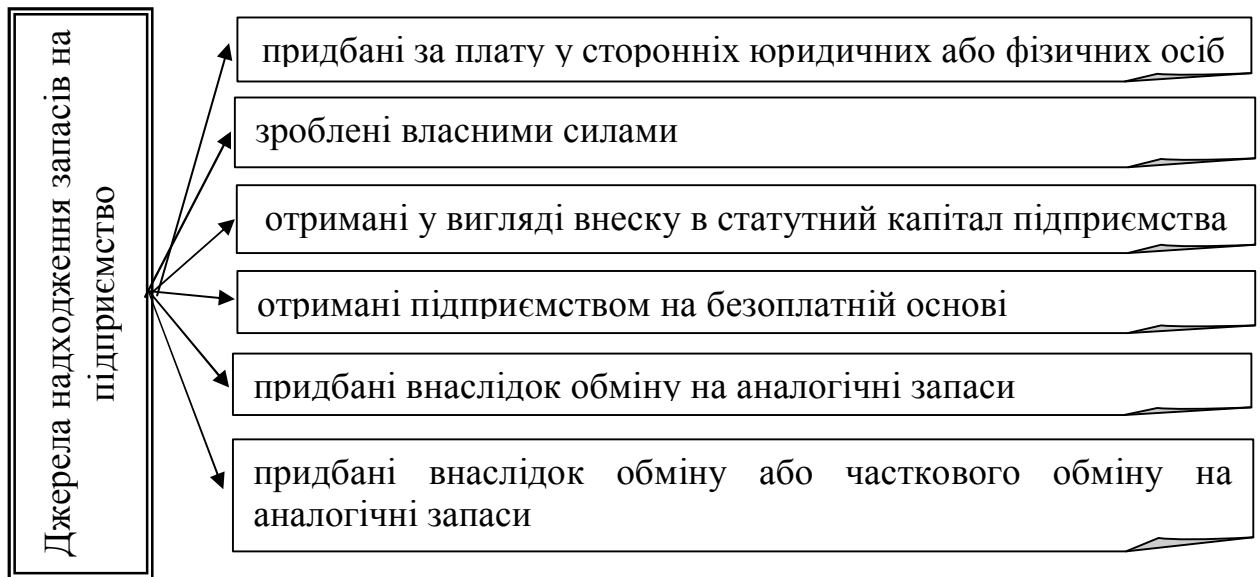 Джерела надходження запасів на
підприємство
придбані за плату у сторонніх юридичних або фізичних осіб
зроблені власними силами
отримані у вигляді внеску в статутний капітал підприємства
отримані підприємством на безоплатній основі
придбані внаслідок обміну на аналогічні запаси
придбані внаслідок обміну або часткового обміну на
аналогічні запаси